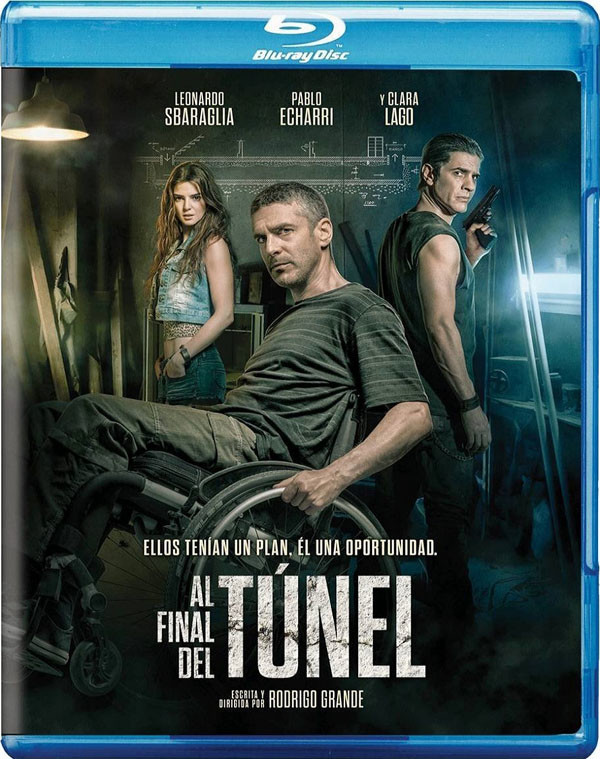 Blu-ray Disc
LEONARDO
SBARAGLIA
PABLO
ECHARRI
Y CLARA
LAGO
ELLOS TENÍAN UN PLAN. ÉL UNA OPORTUNIDAD.
AL
FINAL
DEL
TÚNEL
ESCRITA Y
DIRIGIDA POR RODRIGO GRANDE